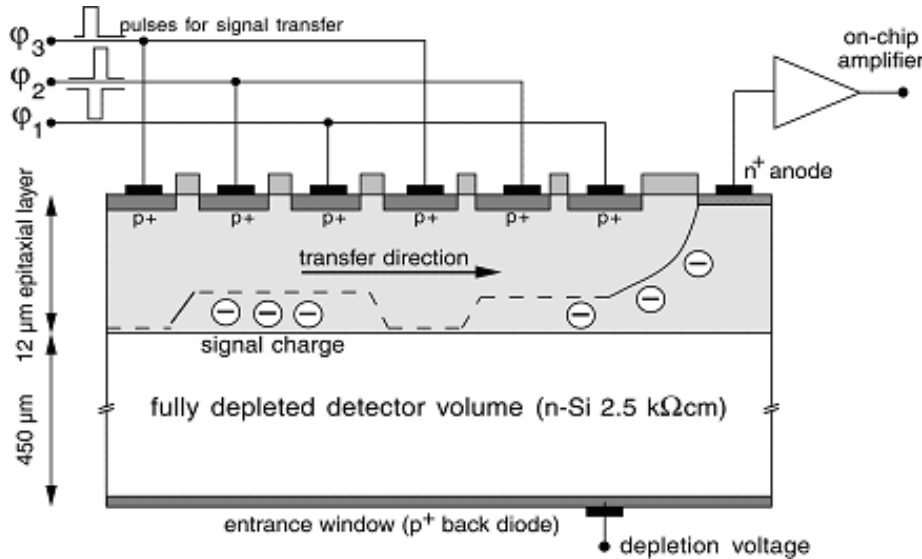 φ3
pulses for signal transfer
φ2
φ1
on-chip
amplifier
n+ anode
p+ p+ p+ p+ p+ p+
12 μm epitaxial layer
transfer direction
signal charge
450 μm
fully depleted detector volume (n-Si 2.5 kΩcm)
entrance window (p+ back diode)
depletion voltage